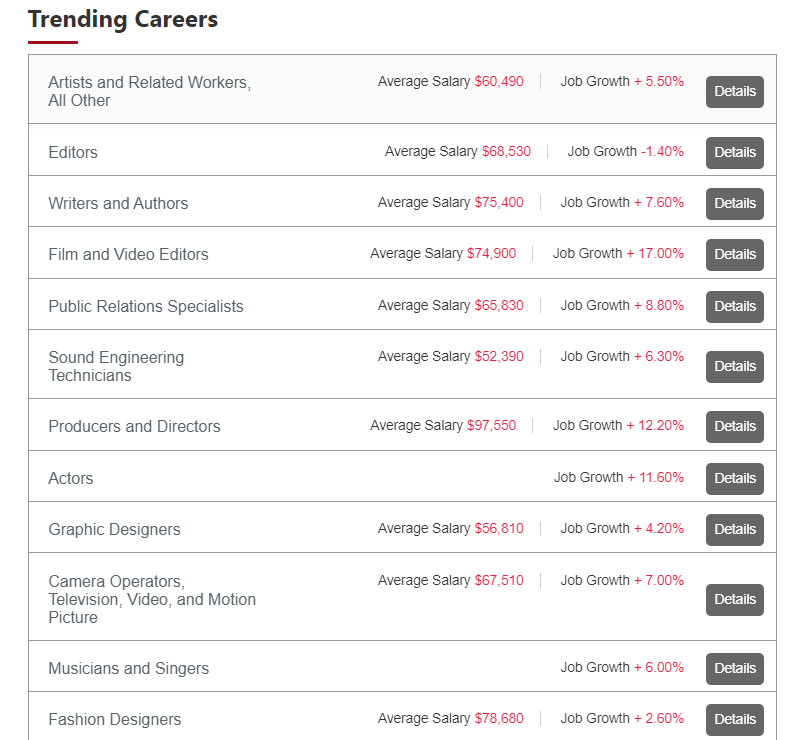 Trending Careers
Artists and Related Workers, Average Salary $60,490 Job Growth + 5.50% Details
All Other
Editors Average Salary $68,530 Job Growth -1.40% Details
Writers and Authors Average Salary $75,400 Job Growth + 7.60% Details
Film and Video Editors Average Salary $74,900 Job Growth + 17.00% Details
Public Relations Specialists Average Salary $65,830 Job Growth + 8.80% Details
Sound Engineering Average Salary $52,390 Job Growth + 6.30% Details
Technicians
Producers and Directors Average Salary $97,550 Job Growth + 12.20% Details
Actors Job Growth + 11.60% Details
Graphic Designers Average Salary $56,810 Job Growth + 4.20% Details
Camera Operators, Average Salary $67,510 Job Growth + 7.00% Details
Television, Video, and Motion
Picture
Musicians and Singers Job Growth + 6.00% Details
Fashion Designers Average Salary $78,680 Job Growth + 2.60% Details